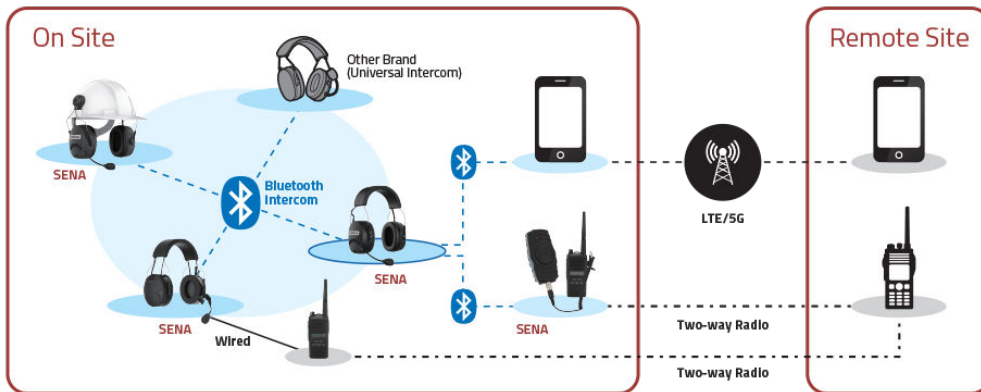 On Site
Remote Site
Other Brand
(Universal Intercom)
SENA
Bluetooth
Intercom
LTE/5G
SENA
SENA
SENA
Wired
Two-way Radio
Two-way Radio